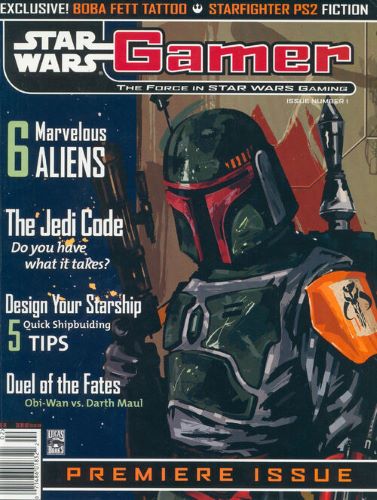 EXCLUSIVE! BOBA FETT TATTOO STARFIGHTER PS2 FICTION
STAR WARS
Gamer
THE FORCE IN STAR WARS GAMING
ISSUE NUMBER 1
6 Marvelous
ALIENS
The Jedi Code
Do you have
what it takes?
Design Your Starship
5 Quick Shipbuiding
TIPS
Duel of the Fates
Obi-Wan vs. Darth Maul
LUCAS
BOOKS
PREMIERE ISSUE